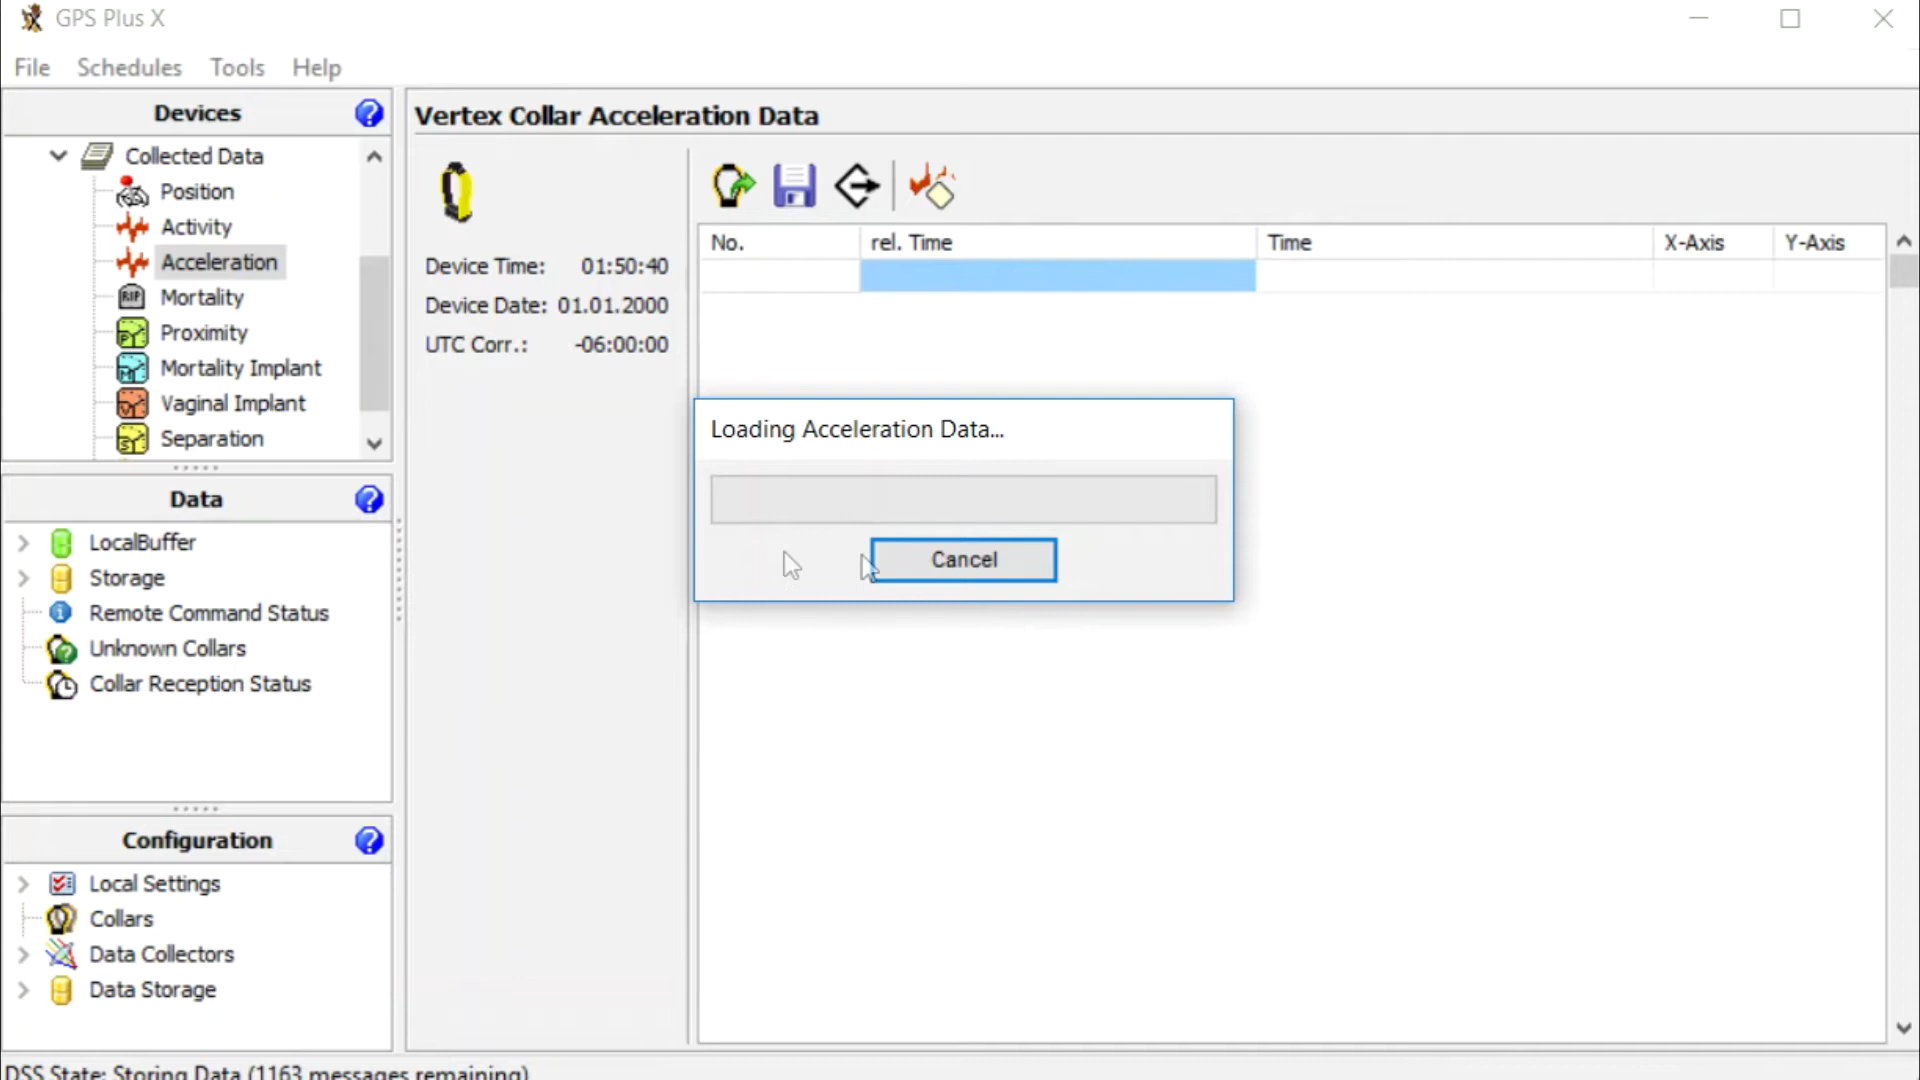 GPS Plus X
File Schedules Tools Help
Devices
Collected Data
Position
Activity
Acceleration
RIP Mortality
Proximity
Mortality Implant
Vaginal Implant
Separation
Data
LocalBuffer
Storage
Remote Command Status
Unknown Collars
Collar Reception Status
Configuration
Local Settings
Collars
Data Collectors
Data Storage
Vertex Collar Acceleration Data
Device Time: 01:50:40
Device Date: 01.01.2000
UTC Corr.: -06:00:00
No. rel. Time Time X-Axis Y-Axis
Loading Acceleration Data...
Cancel
DSS State: Storing Data (1163 messages remaining)